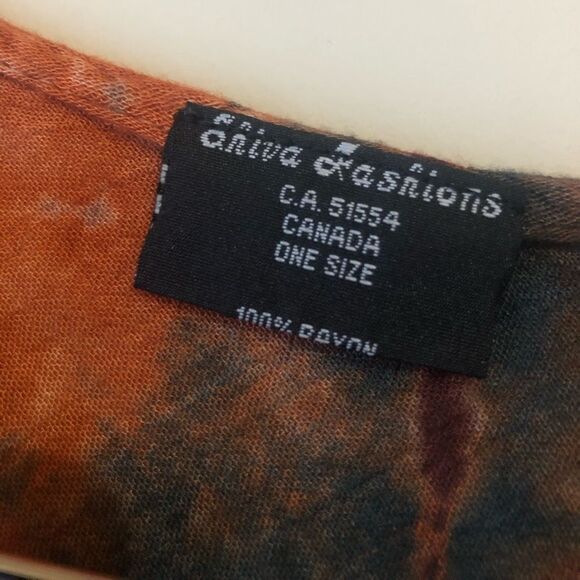 Shiva Fashions
C.A. 51554
CANADA
ONE SIZE
100% RAYON